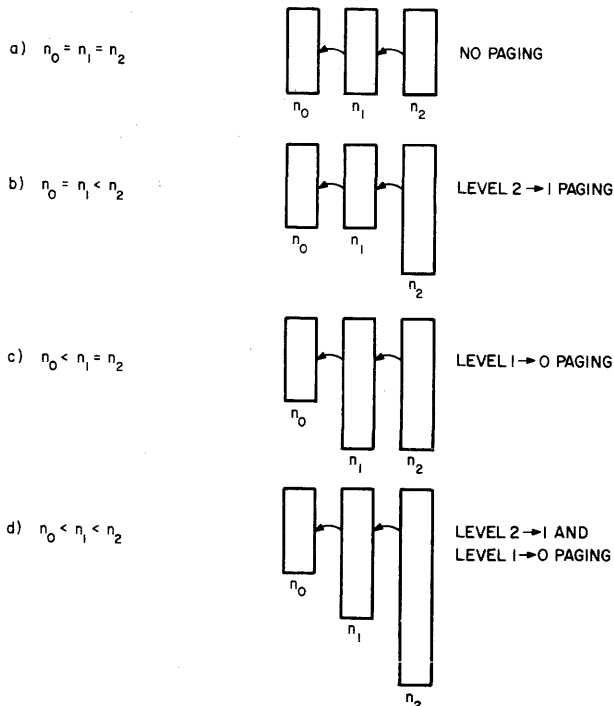 a) n₀ = n₁ = n₂
NO PAGING
n₀ n₁ n₂
b) n₀ = n₁ < n₂
LEVEL 2 → 1 PAGING
n₀ n₁
n₂
c) n₀ < n₁ = n₂
LEVEL 1 → 0 PAGING
n₀
n₁ n₂
d) n₀ < n₁ < n₂
LEVEL 2 → 1 AND
LEVEL 1 → 0 PAGING
n₀
n₁
n₂